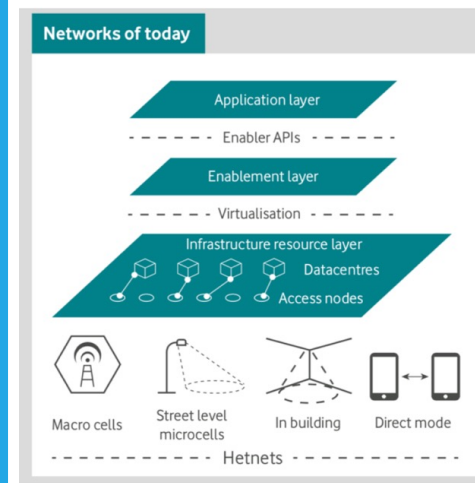 Networks of today
Application layer
Enabler APIs
Enablement layer
Virtualisation
Infrastructure resource layer
Datacentres
Access nodes
Macro cells
Street level
microcells
In building
Direct mode
Hetnets